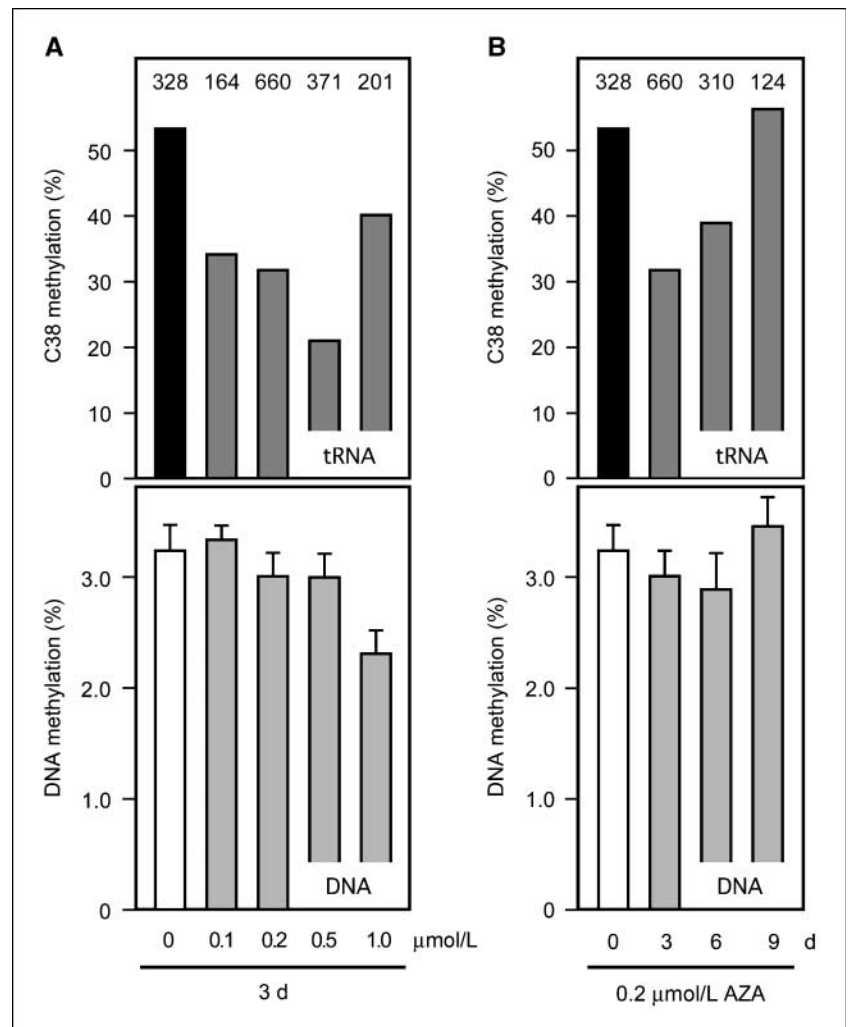 A
328 164 660 371 201
C38 methylation (%)
50
40
30
20
10
0
tRNA
DNA methylation (%)
3.0
2.0
1.0
0
DNA
0 0.1 0.2 0.5 1.0 μmol/L
3 d
B
328 660 310 124
C38 methylation (%)
50
40
30
20
10
0
tRNA
DNA methylation (%)
3.0
2.0
1.0
0
DNA
0 3 6 9 d
0.2 μmol/L AZA